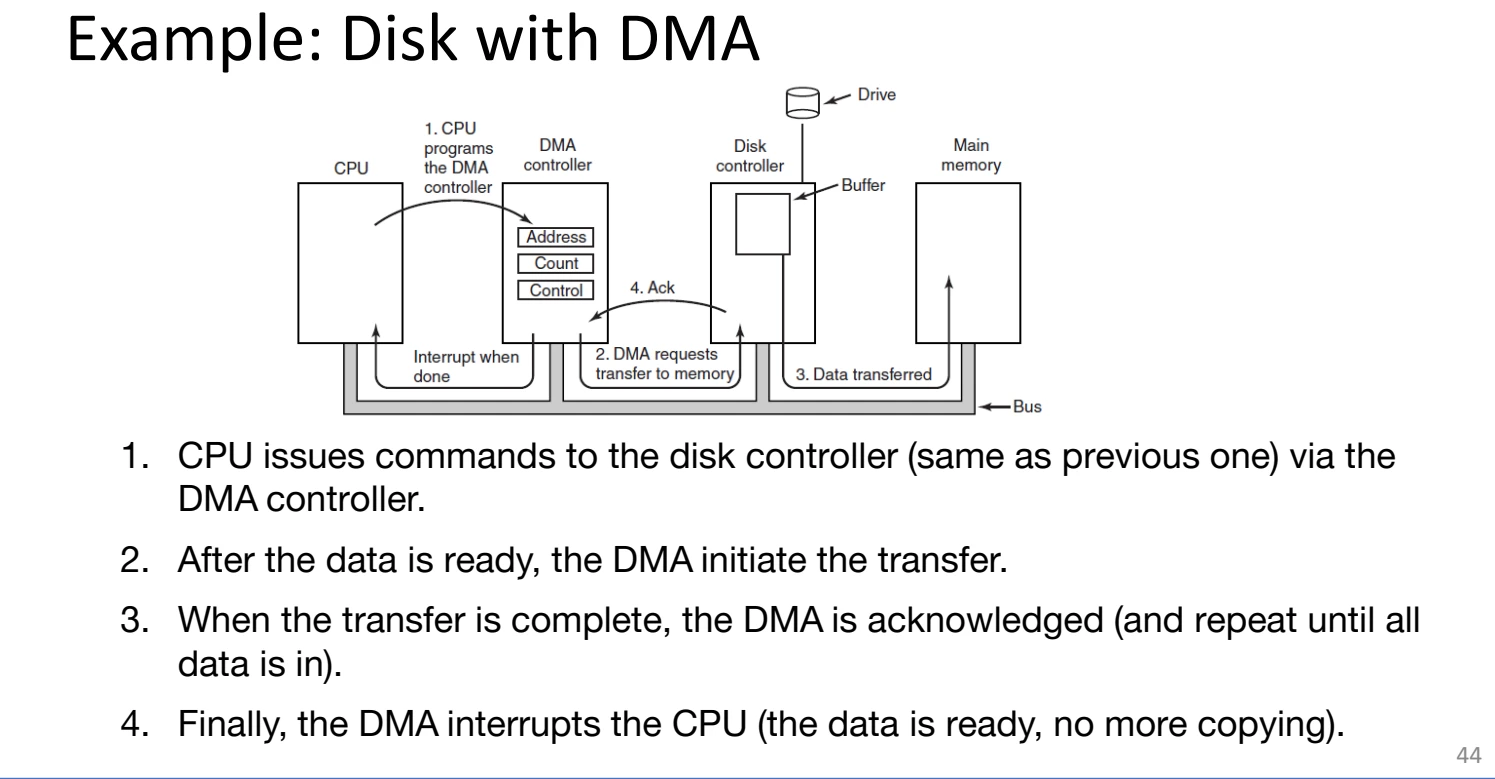 Example: Disk with DMA
Drive
1. CPU
programs
the DMA
controller
CPU
DMA
controller
Disk
controller
Main
memory
Buffer
Address
Count
Control
4. Ack
Interrupt when
done
2. DMA requests
transfer to memory
3. Data transferred
Bus
1. CPU issues commands to the disk controller (same as previous one) via the
DMA controller.
2. After the data is ready, the DMA initiate the transfer.
3. When the transfer is complete, the DMA is acknowledged (and repeat until all
data is in).
4. Finally, the DMA interrupts the CPU (the data is ready, no more copying).
44